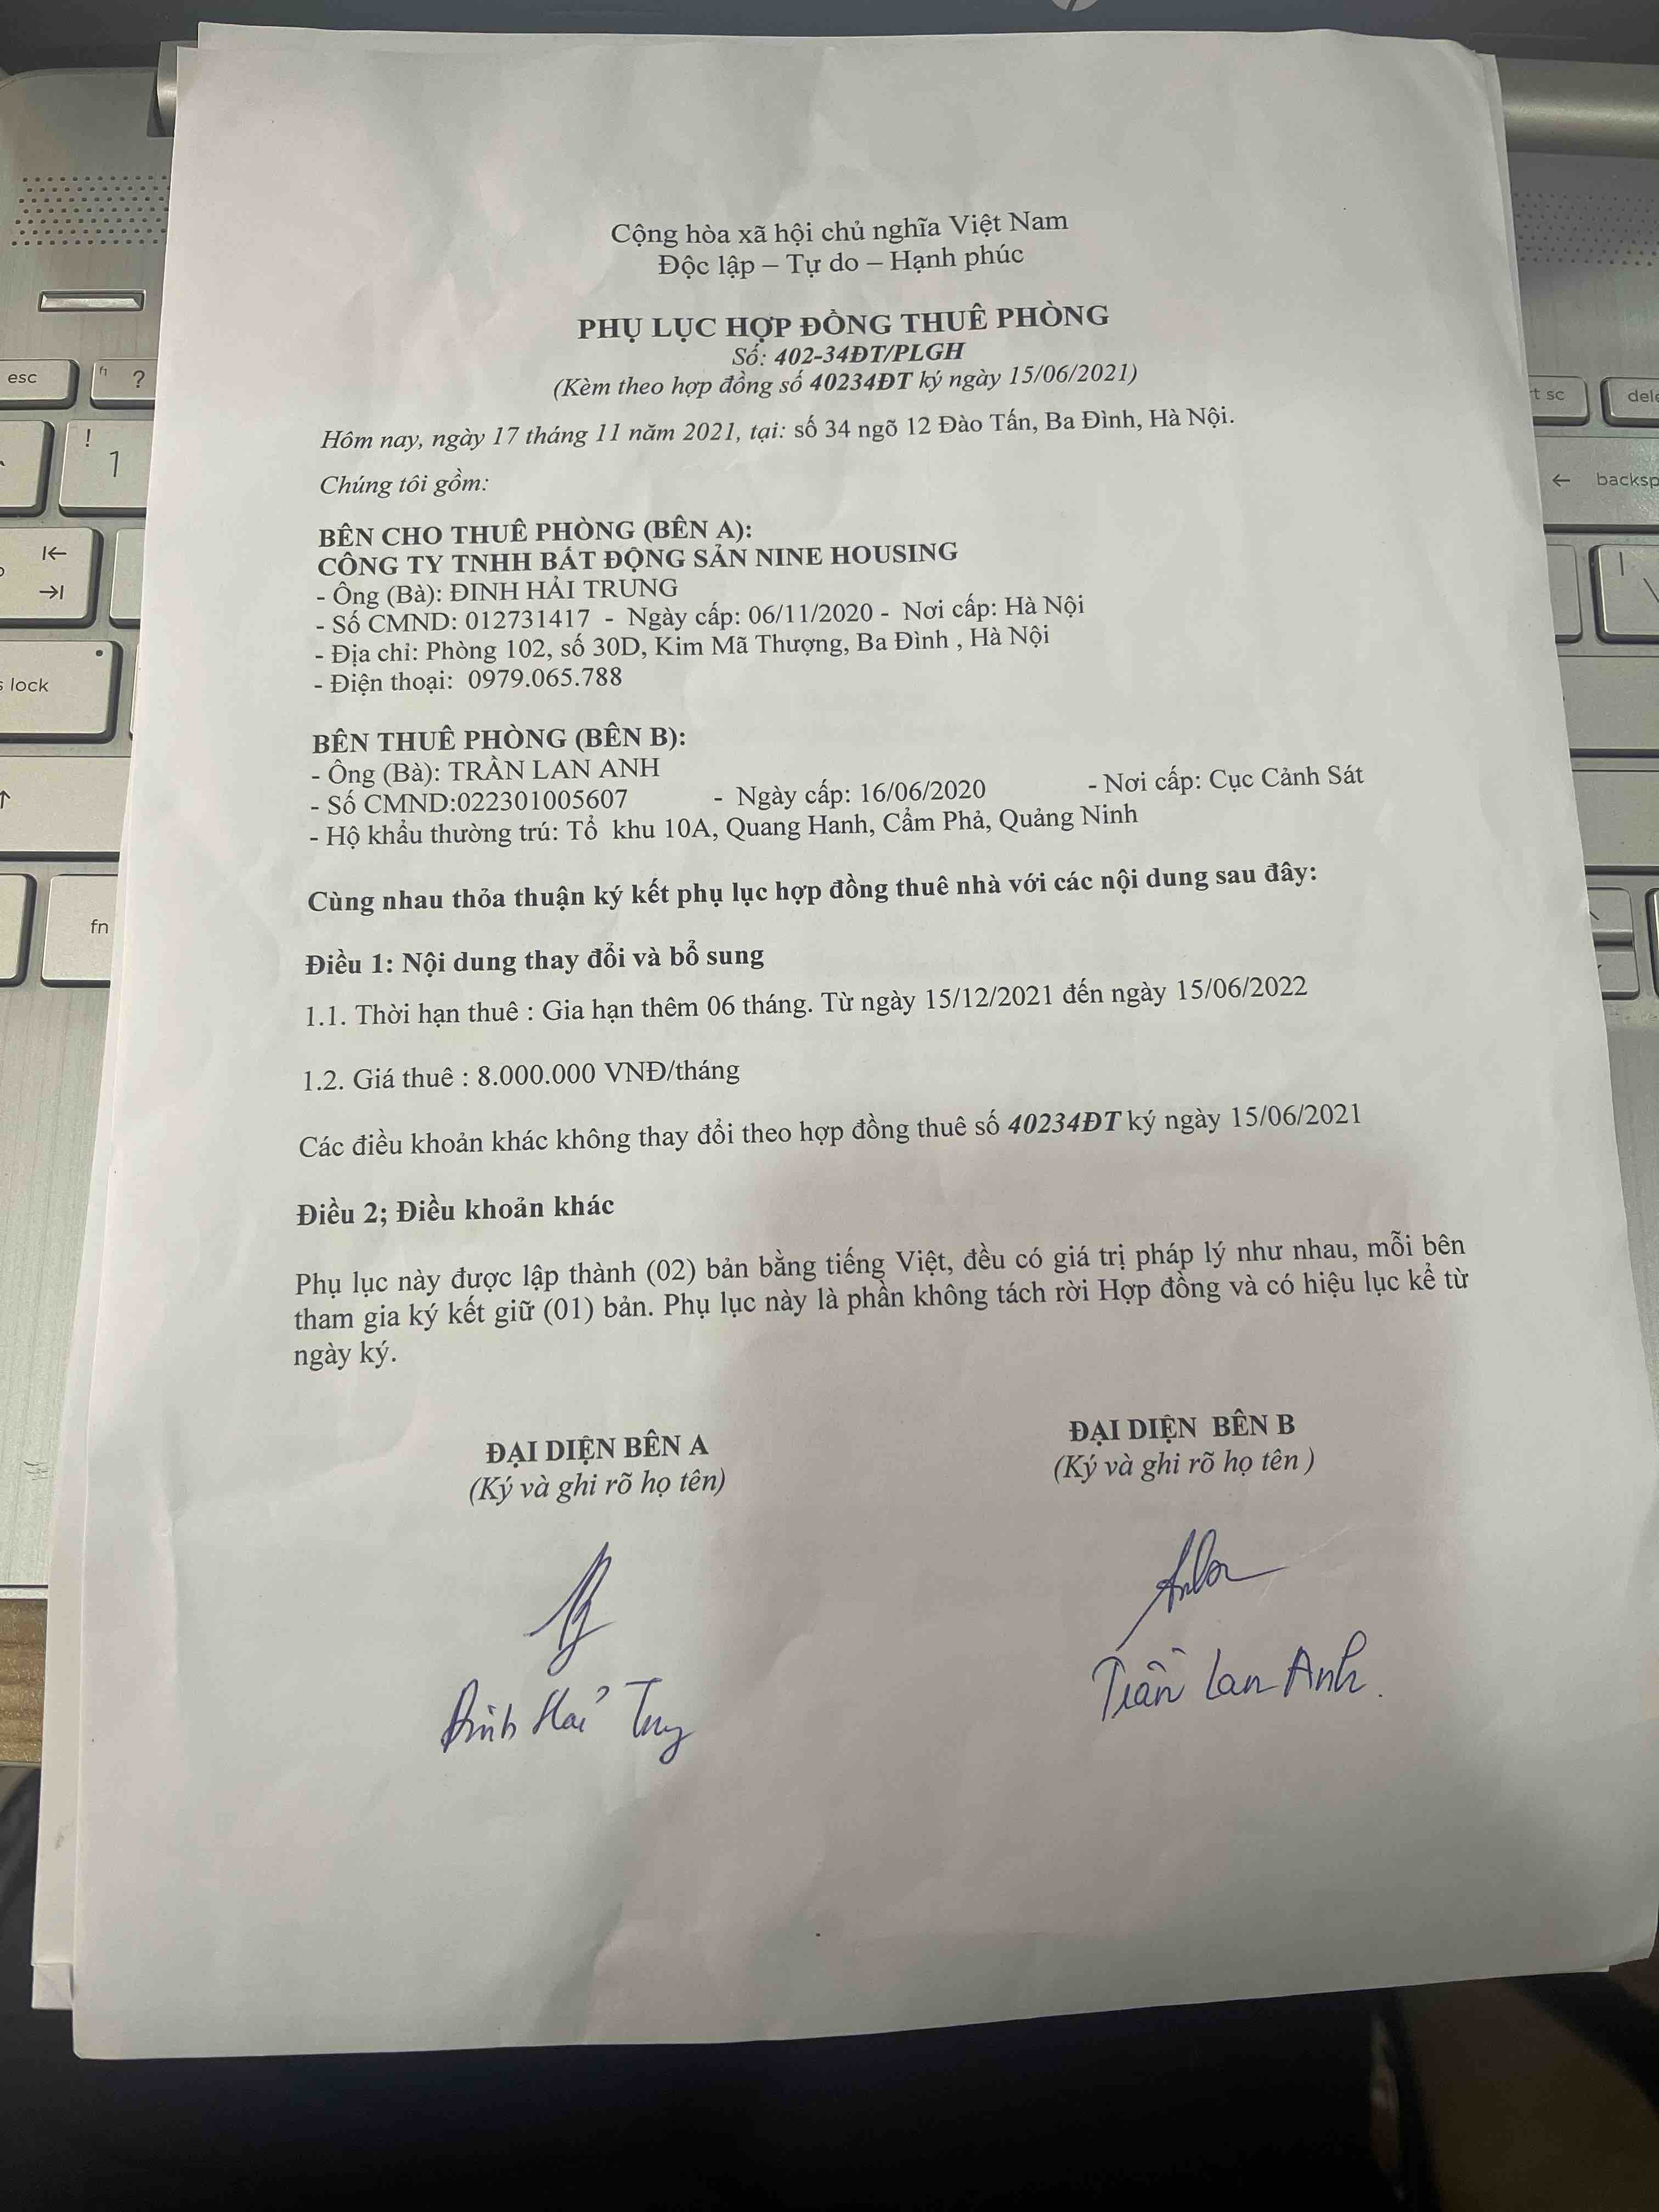 Cộng hòa xã hội chủ nghĩa Việt Nam
Độc lập – Tự do – Hạnh phúc
PHỤ LỤC HỢP ĐỒNG THUÊ PHÒNG
Số: 402-34ĐT/PLGH
(Kèm theo hợp đồng số 40234ĐT ký ngày 15/06/2021)
Hôm nay, ngày 17 tháng 11 năm 2021, tại: số 34 ngõ 12 Đào Tấn, Ba Đình, Hà Nội.
Chúng tôi gồm:
BÊN CHO THUÊ PHÒNG (BÊN A):
CÔNG TY TNHH BẤT ĐỘNG SẢN NINE HOUSING
- Ông (Bà): ĐINH HẢI TRUNG
- Số CMND: 012731417 - Ngày cấp: 06/11/2020 - Nơi cấp: Hà Nội
- Địa chỉ: Phòng 102, số 30D, Kim Mã Thượng, Ba Đình , Hà Nội
- Điện thoại: 0979.065.788
BÊN THUÊ PHÒNG (BÊN B):
- Ông (Bà): TRẦN LAN ANH
- Số CMND:022301005607 - Ngày cấp: 16/06/2020 - Nơi cấp: Cục Cảnh Sát
- Hộ khẩu thường trú: Tổ khu 10A, Quang Hanh, Cẩm Phả, Quảng Ninh
Cùng nhau thỏa thuận ký kết phụ lục hợp đồng thuê nhà với các nội dung sau đây:
Điều 1: Nội dung thay đổi và bổ sung
1.1. Thời hạn thuê : Gia hạn thêm 06 tháng. Từ ngày 15/12/2021 đến ngày 15/06/2022
1.2. Giá thuê : 8.000.000 VNĐ/tháng
Các điều khoản khác không thay đổi theo hợp đồng thuê số 40234ĐT ký ngày 15/06/2021
Điều 2; Điều khoản khác
Phụ lục này được lập thành (02) bản bằng tiếng Việt, đều có giá trị pháp lý như nhau, mỗi bên
tham gia ký kết giữ (01) bản. Phụ lục này là phần không tách rời Hợp đồng và có hiệu lục kể từ
ngày ký.
ĐẠI DIỆN BÊN A
(Ký và ghi rõ họ tên)
ĐẠI DIỆN BÊN B
(Ký và ghi rõ họ tên )
Đinh Hải
Trần Lan Anh.
esc
f1 ?
! 1
s lock
fn
t sc
dele
← backsp